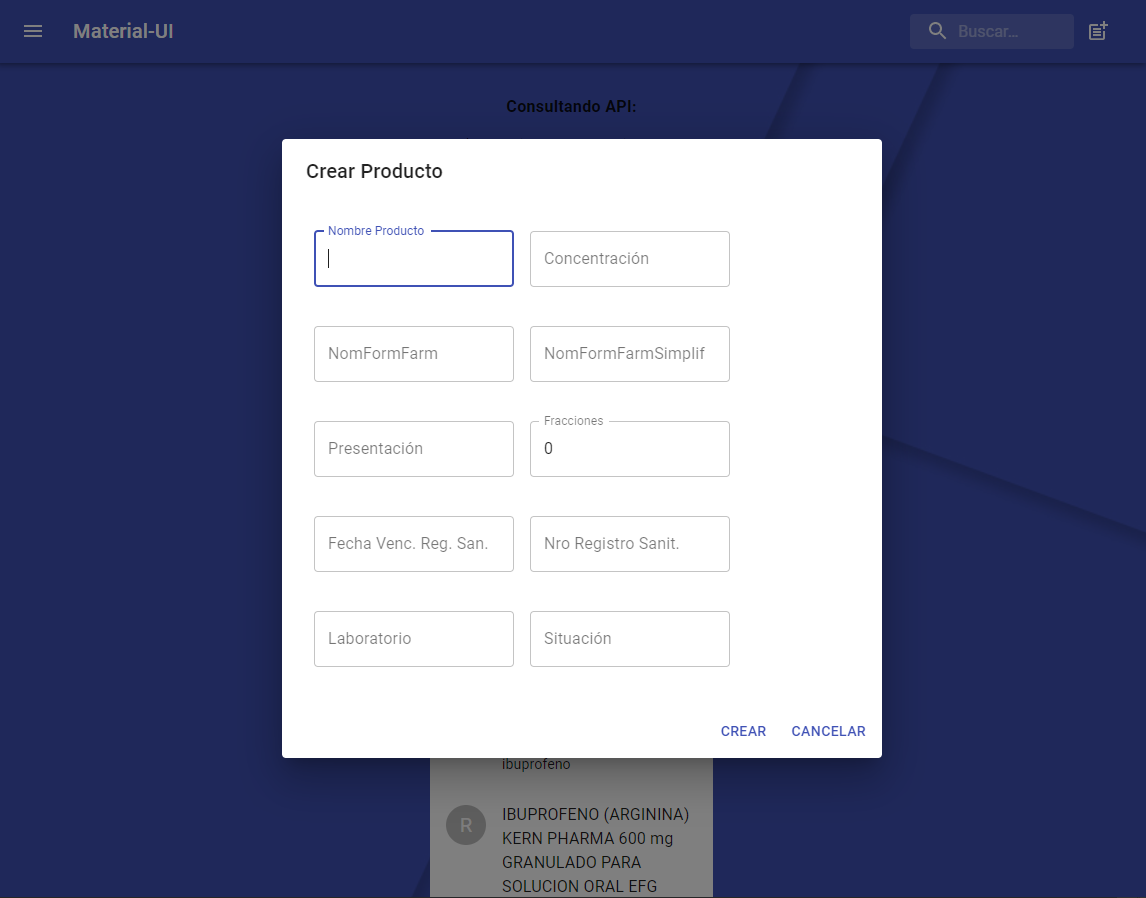 Material-UI
Buscar...
Consultando API:
Crear Producto
Nombre Producto
Concentración
NomFormFarm
NomFormFarmSimplif
Presentación
Fracciones
0
Fecha Venc. Reg. San.
Nro Registro Sanit.
Laboratorio
Situación
CREAR
CANCELAR
ibuprofeno
R
IBUPROFENO (ARGININA)
KERN PHARMA 600 mg
GRANULADO PARA
SOLUCION ORAL EFG